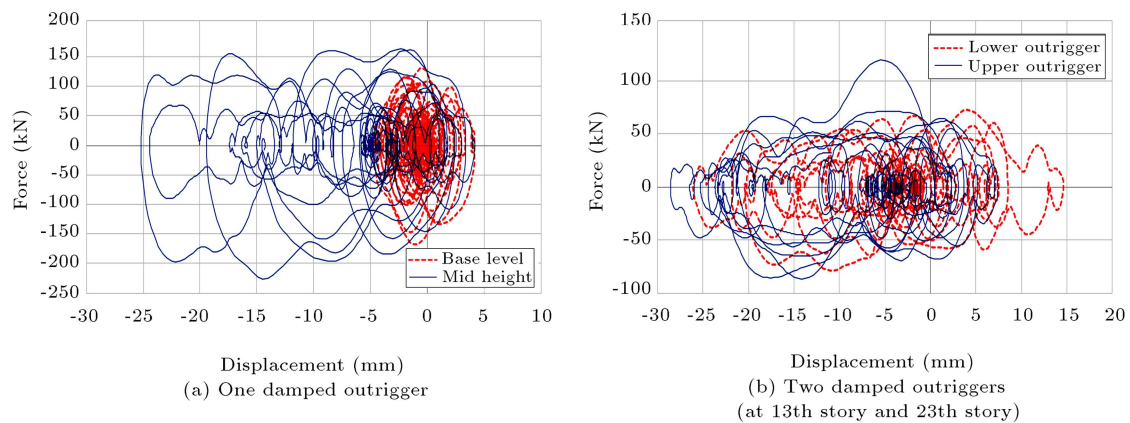 200
150
100
50
0
-50
-100
-150
-200
-250
Force (kN)
-30 -25 -20 -15 -10 -5 0 5 10
Base level
Mid height
Displacement (mm)
(a) One damped outrigger
150
100
50
0
-50
-100
Force (kN)
-30 -25 -20 -15 -10 -5 0 5 10 15 20
Lower outrigger
Upper outrigger
Displacement (mm)
(b) Two damped outriggers
(at 13th story and 23th story)